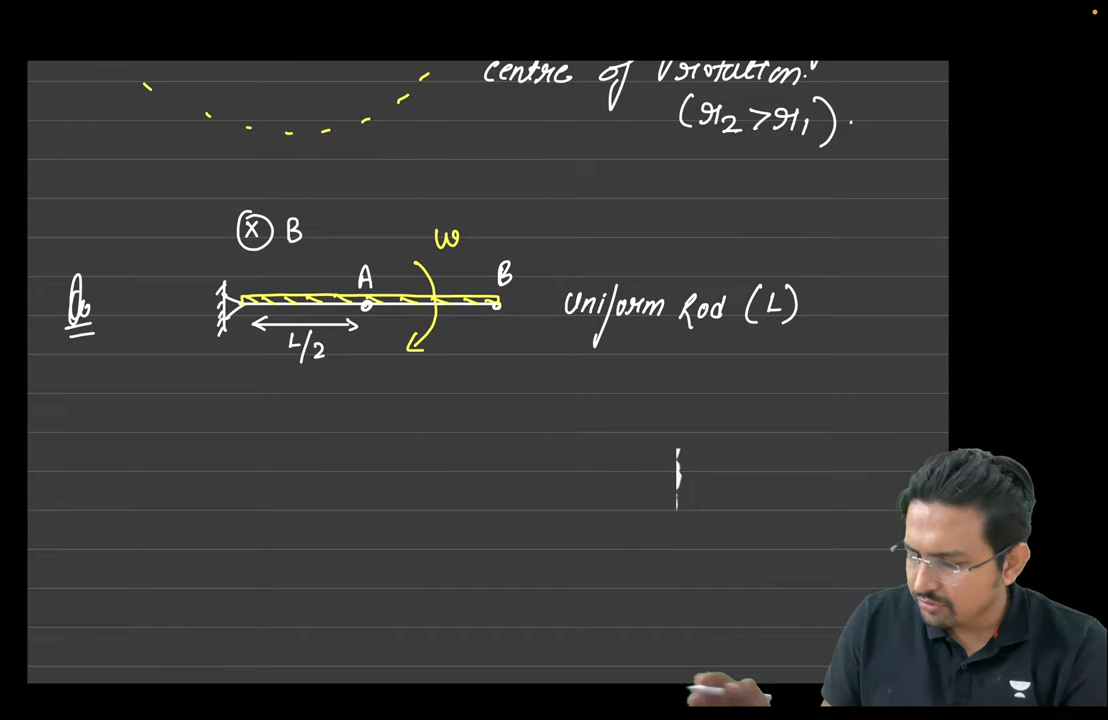 centre of rotation.
(r₂ > r₁).
ⓧ B
ω
A
B
Q.
Uniform Rod (L)
L/2